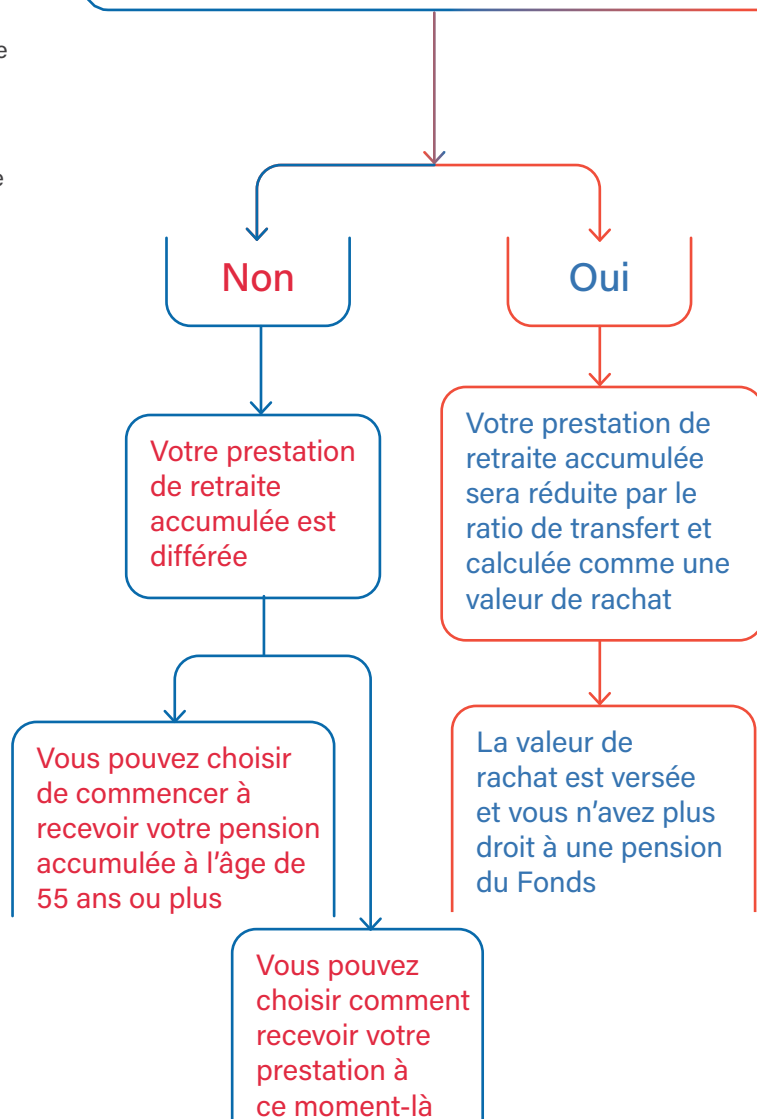 e
e
Non
Oui
Votre prestation
de retraite
accumulée est
différée
Votre prestation de
retraite accumulée
sera réduite par le
ratio de transfert et
calculée comme une
valeur de rachat
Vous pouvez choisir
de commencer à
recevoir votre pension
accumulée à l'âge de
55 ans ou plus
La valeur de
rachat est versée
et vous n'avez plus
droit à une pension
du Fonds
Vous pouvez
choisir comment
recevoir votre
prestation à
ce moment-là